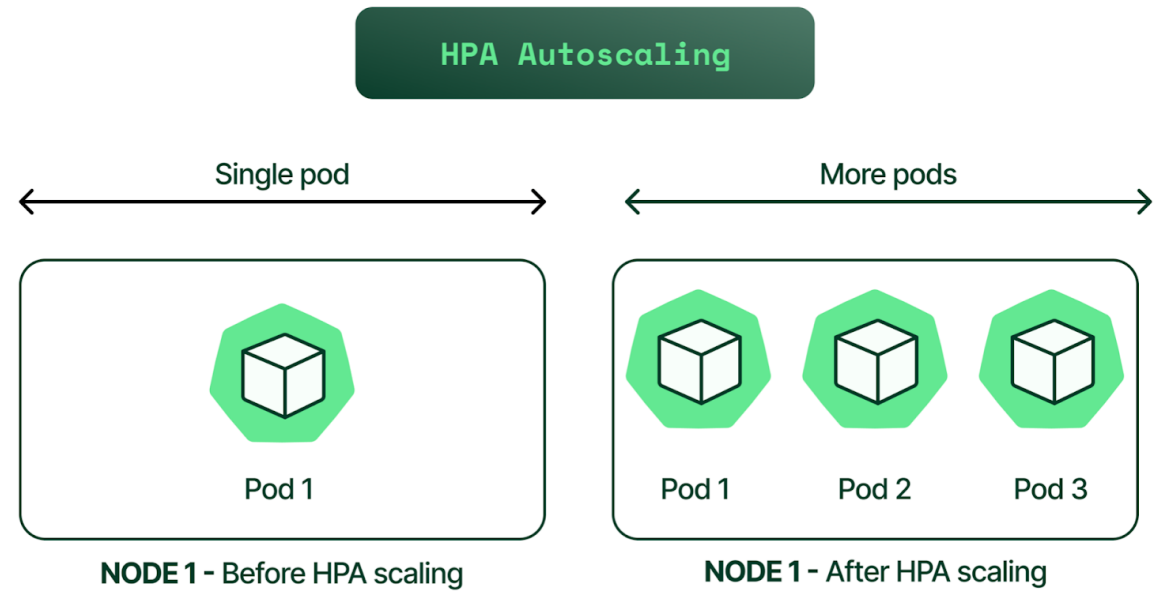 HPA Autoscaling
Single pod
More pods
Pod 1
Pod 1
Pod 2
Pod 3
NODE 1 - Before HPA scaling
NODE 1 - After HPA scaling